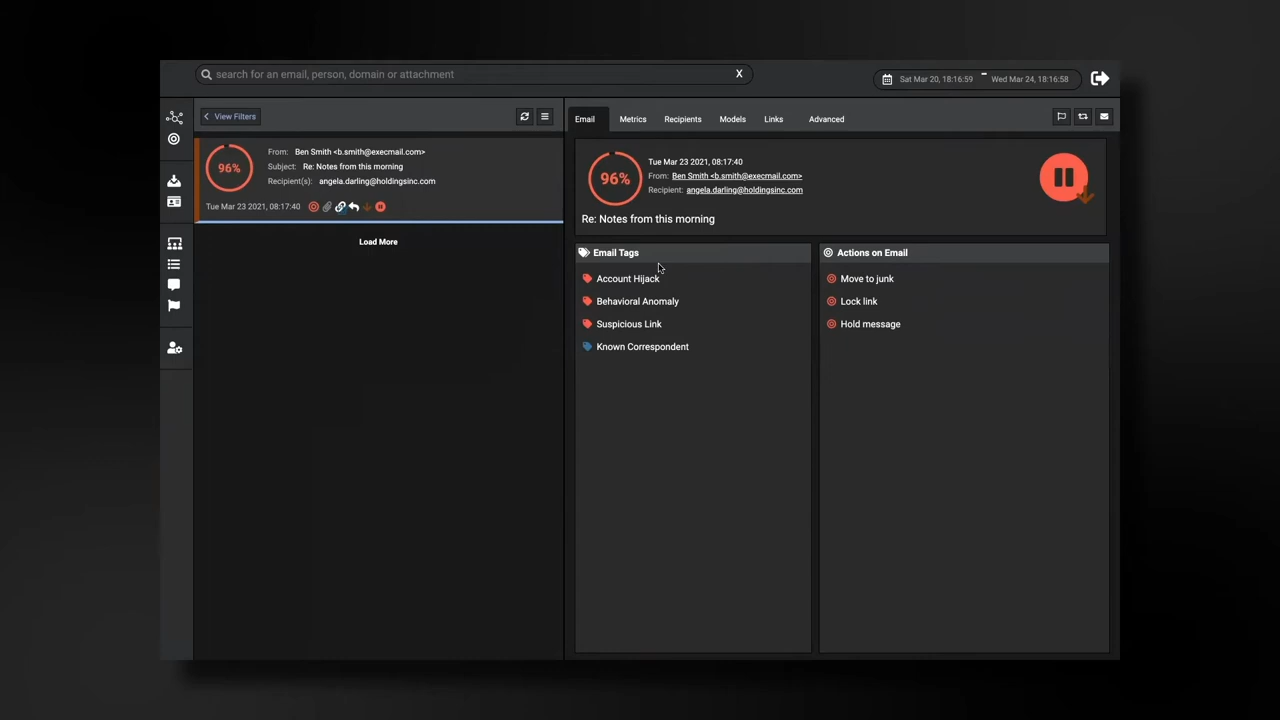 search for an email, person, domain or attachment
X
Sat Mar 20, 18:16:59 - Wed Mar 24, 18:16:58
View Filters
96%
From: Ben Smith <b.smith@execmail.com>
Subject: Re: Notes from this morning
Recipient(s): angela.darling@holdingsinc.com
Tue Mar 23 2021, 08:17:40
Load More
Email Metrics Recipients Models Links Advanced
96%
Tue Mar 23 2021, 08:17:40
From: Ben Smith <b.smith@execmail.com>
Recipient: angela.darling@holdingsinc.com
Re: Notes from this morning
Email Tags
Account Hijack
Behavioral Anomaly
Suspicious Link
Known Correspondent
Actions on Email
Move to junk
Lock link
Hold message